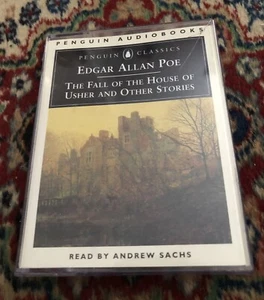 PENGUIN AUDIOBOOKS
PENGUIN CLASSICS
EDGAR ALLAN POE
THE FALL OF THE HOUSE OF
USHER AND OTHER STORIES
READ BY ANDREW SACHS